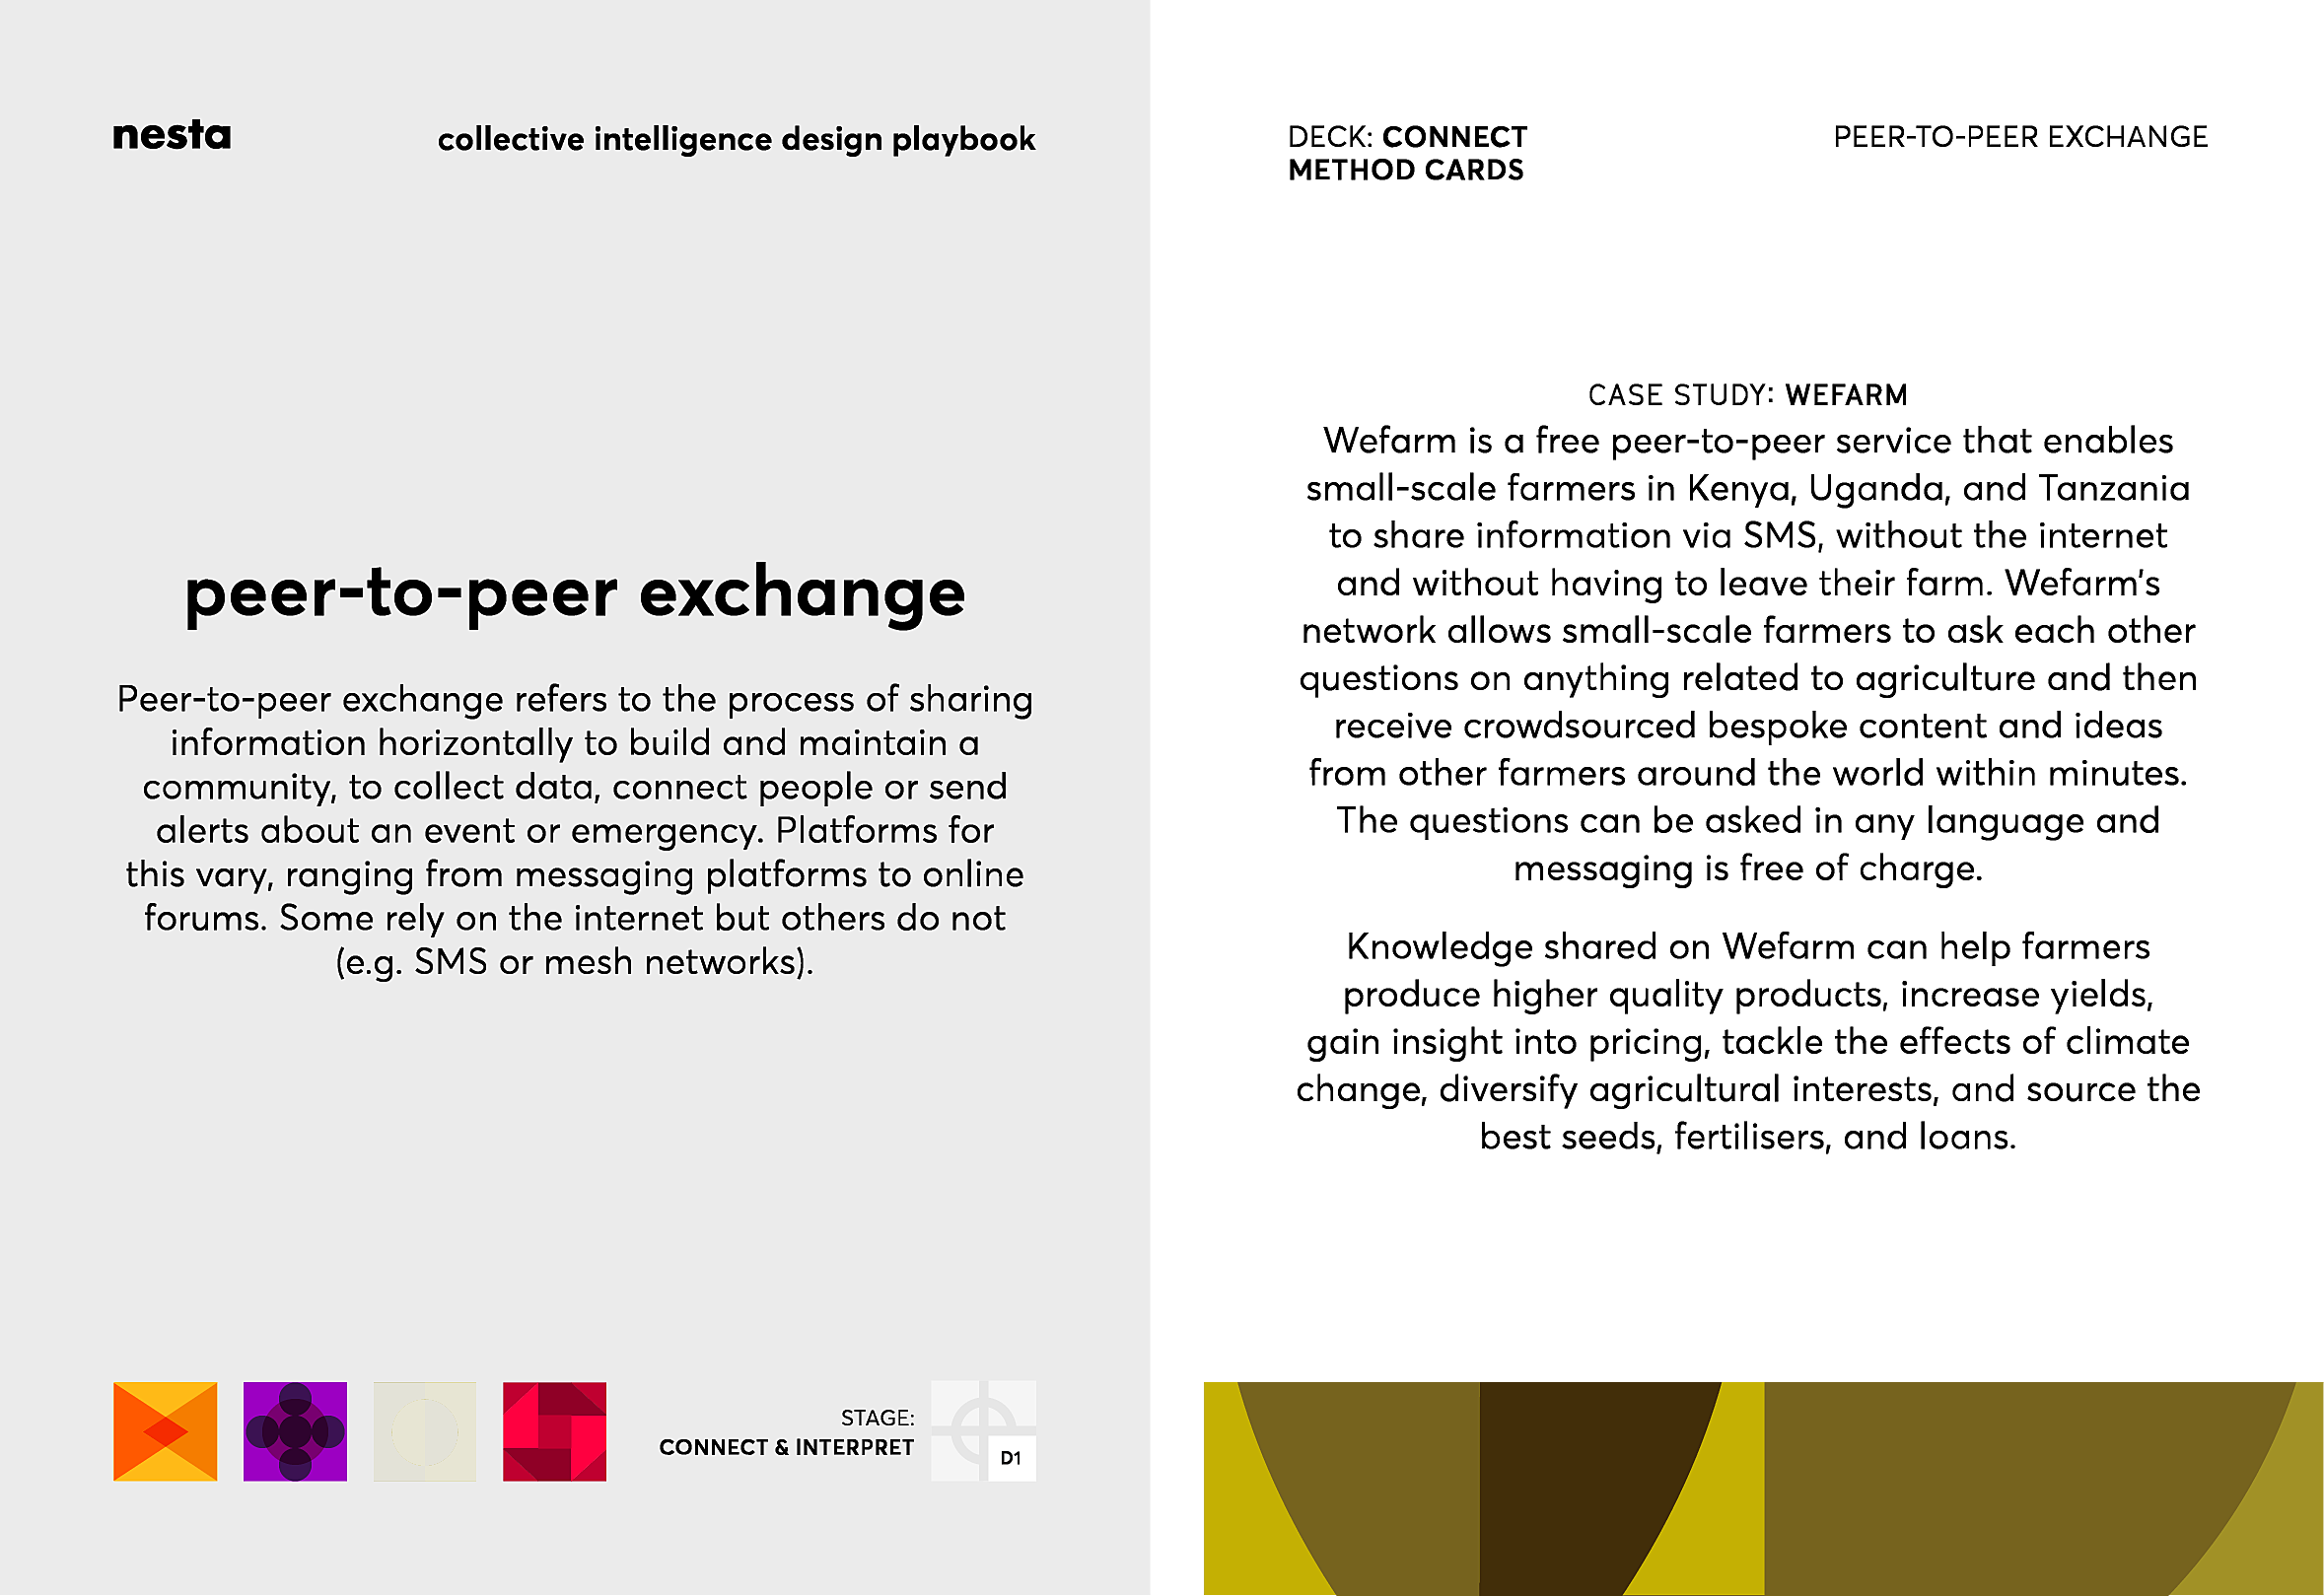 nesta
collective intelligence design playbook
peer-to-peer exchange
Peer-to-peer exchange refers to the process of sharing
information horizontally to build and maintain a
community, to collect data, connect people or send
alerts about an event or emergency. Platforms for
this vary, ranging from messaging platforms to online
forums. Some rely on the internet but others do not
(e.g. SMS or mesh networks).
STAGE:
CONNECT & INTERPRET
D1
DECK: CONNECT
METHOD CARDS
PEER-TO-PEER EXCHANGE
CASE STUDY: WEFARM
Wefarm is a free peer-to-peer service that enables
small-scale farmers in Kenya, Uganda, and Tanzania
to share information via SMS, without the internet
and without having to leave their farm. Wefarm's
network allows small-scale farmers to ask each other
questions on anything related to agriculture and then
receive crowdsourced bespoke content and ideas
from other farmers around the world within minutes.
The questions can be asked in any language and
messaging is free of charge.
Knowledge shared on Wefarm can help farmers
produce higher quality products, increase yields,
gain insight into pricing, tackle the effects of climate
change, diversify agricultural interests, and source the
best seeds, fertilisers, and loans.